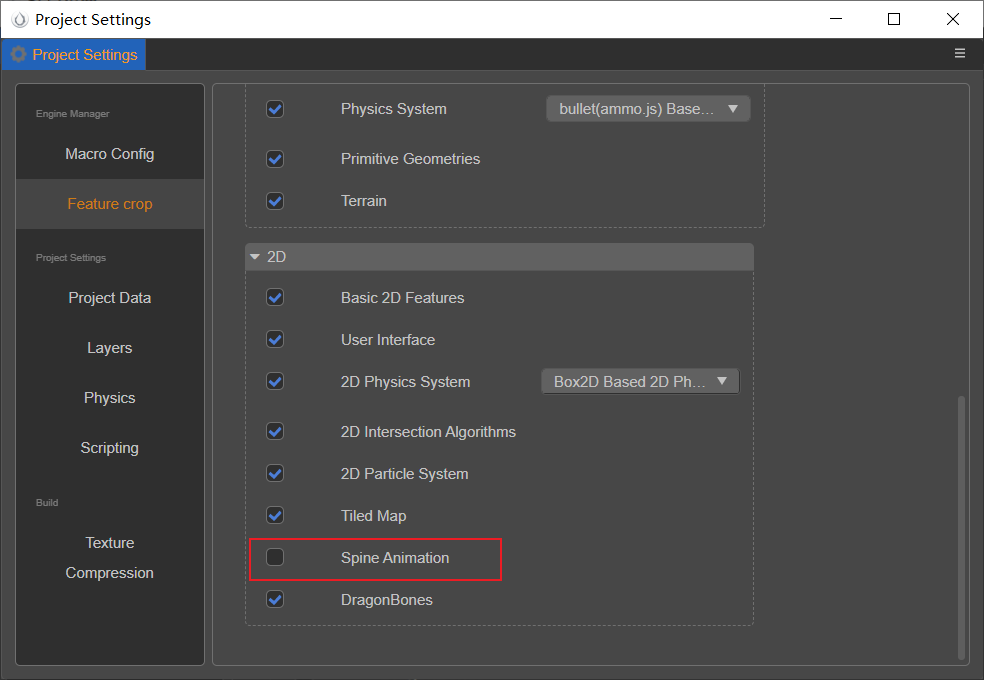 Project Settings
Project Settings
Engine Manager
Macro Config
Feature crop
Project Settings
Project Data
Layers
Physics
Scripting
Build
Texture
Compression
Physics System bullet(ammo.js) Base...
Primitive Geometries
Terrain
2D
Basic 2D Features
User Interface
2D Physics System Box2D Based 2D Ph...
2D Intersection Algorithms
2D Particle System
Tiled Map
Spine Animation
DragonBones